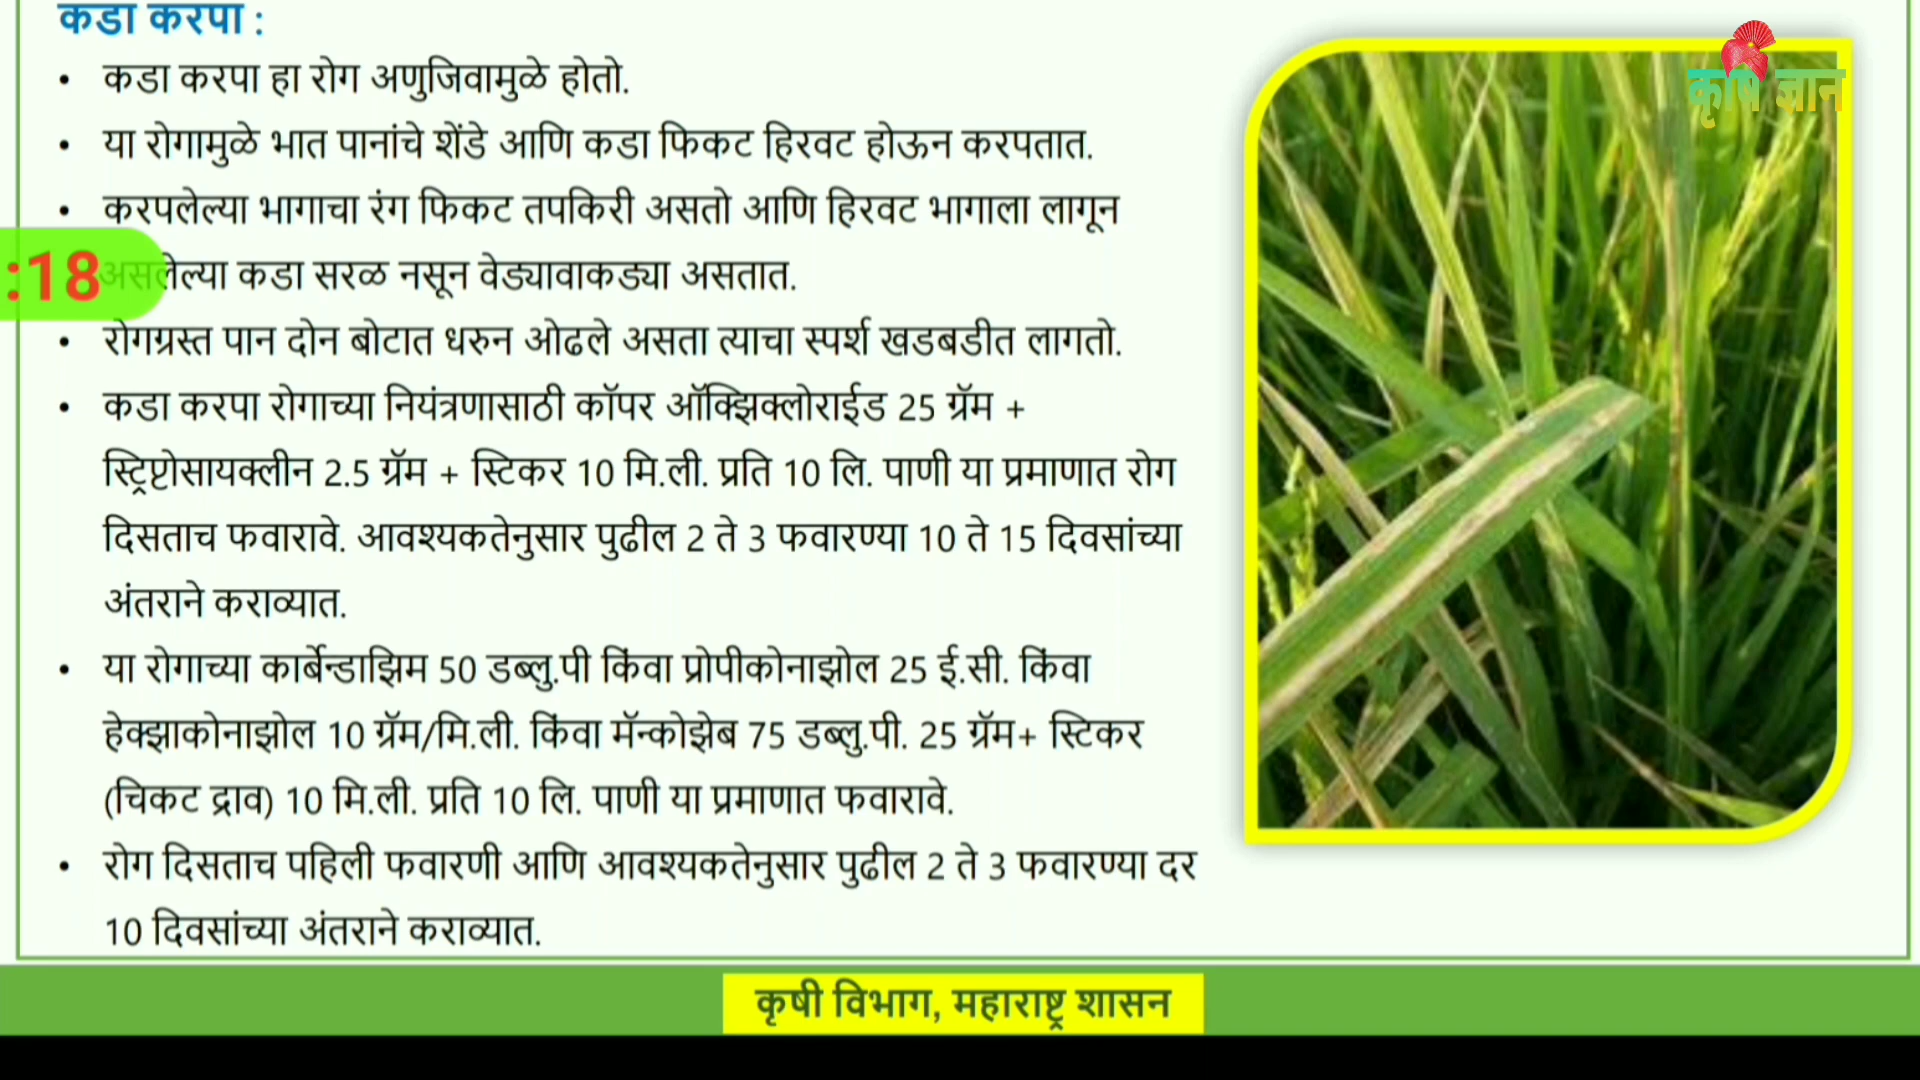 कडा करपा :
कृषि ज्ञान
• कडा करपा हा रोग अणुजिवामुळे होतो.
• या रोगामुळे भात पानांचे शेंडे आणि कडा फिकट हिरवट होऊन करपतात.
• करपलेल्या भागाचा रंग फिकट तपकिरी असतो आणि हिरवट भागाला लागून
:18
असलेल्या कडा सरळ नसून वेड्यावाकड्या असतात.
• रोगग्रस्त पान दोन बोटात धरुन ओढले असता त्याचा स्पर्श खडबडीत लागतो.
• कडा करपा रोगाच्या नियंत्रणासाठी कॉपर ऑक्झिक्लोराईड 25 ग्रॅम +
स्ट्रिप्टोसायक्लीन 2.5 ग्रॅम + स्टिकर 10 मि.ली. प्रति 10 लि. पाणी या प्रमाणात रोग
दिसताच फवारावे. आवश्यकतेनुसार पुढील 2 ते 3 फवारण्या 10 ते 15 दिवसांच्या
अंतराने कराव्यात.
• या रोगाच्या कार्बेन्डाझिम 50 डब्लु.पी किंवा प्रोपीकोनाझोल 25 ई.सी. किंवा
हेक्झाकोनाझोल 10 ग्रॅम/मि.ली. किंवा मॅन्कोझेब 75 डब्लु.पी. 25 ग्रॅम+ स्टिकर
(चिकट द्राव) 10 मि.ली. प्रति 10 लि. पाणी या प्रमाणात फवारावे.
• रोग दिसताच पहिली फवारणी आणि आवश्यकतेनुसार पुढील 2 ते 3 फवारण्या दर
10 दिवसांच्या अंतराने कराव्यात.
कृषी विभाग, महाराष्ट्र शासन